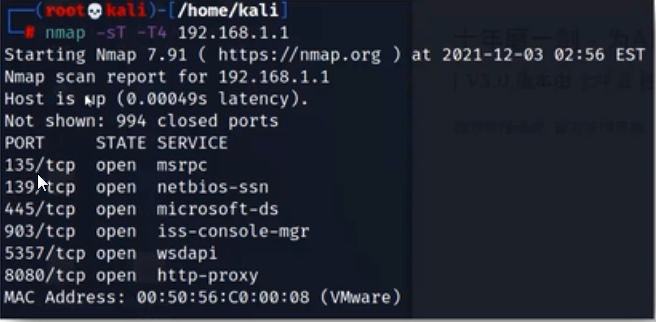 (root💀kali)-[/home/kali]
# nmap -sT -T4 192.168.1.1
Starting Nmap 7.91 ( https://nmap.org ) at 2021-12-03 02:56 EST
Nmap scan report for 192.168.1.1
Host is up (0.00049s latency).
Not shown: 994 closed ports
PORT STATE SERVICE
135/tcp open msrpc
139/tcp open netbios-ssn
445/tcp open microsoft-ds
903/tcp open iss-console-mgr
5357/tcp open wsdapi
8080/tcp open http-proxy
MAC Address: 00:50:56:C0:00:08 (VMware)